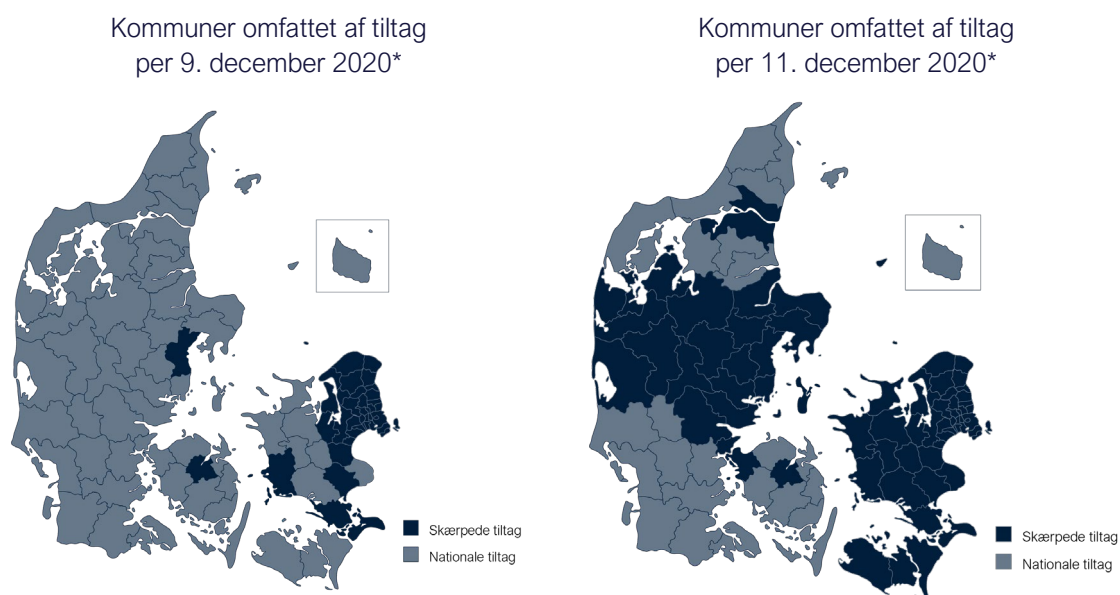 Kommuner omfattet af tiltag
per 9. december 2020*
Skærpede tiltag
Nationale tiltag
Kommuner omfattet af tiltag
per 11. december 2020*
Skærpede tiltag
Nationale tiltag